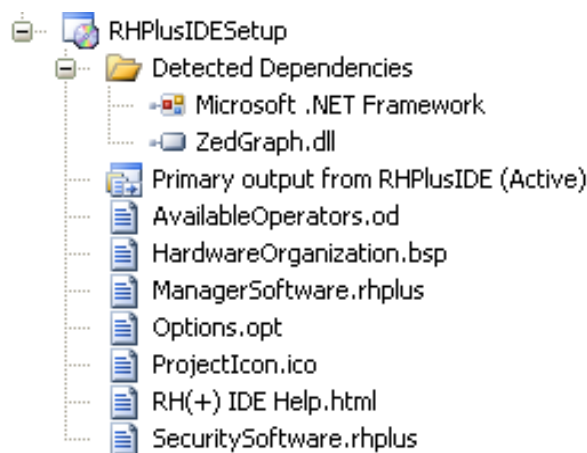 RHPlusIDESetup
Detected Dependencies
Microsoft .NET Framework
ZedGraph.dll
Primary output from RHPlusIDE (Active)
AvailableOperators.od
HardwareOrganization.bsp
ManagerSoftware.rhplus
Options.opt
ProjectIcon.ico
RH(+) IDE Help.html
SecuritySoftware.rhplus